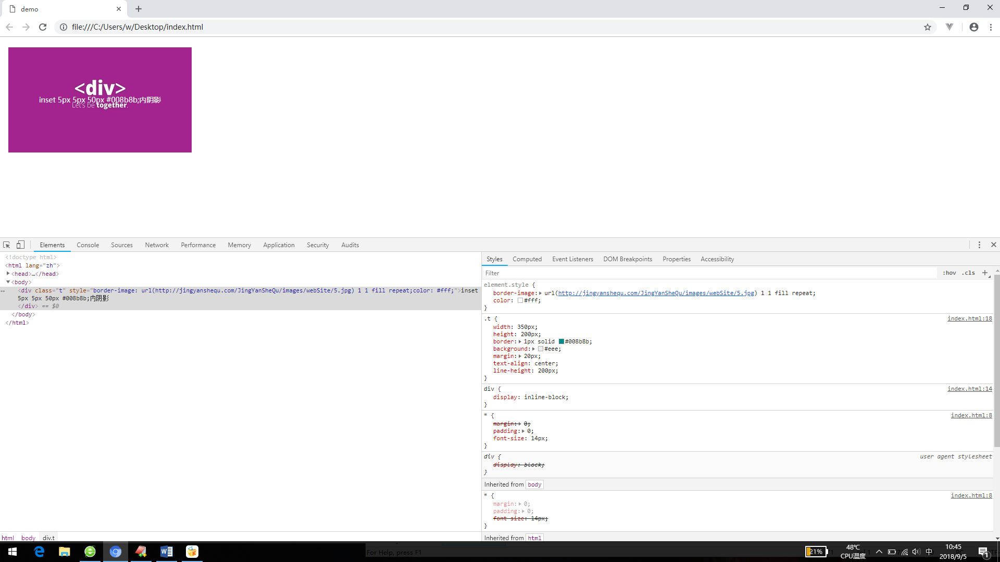 demo
file:///C:/Users/w/Desktop/index.html
<div>
inset 5px 5px 50px #008b8b;内阴影
Let's be together.
Elements Console Sources Network Performance Memory Application Security Audits
<!doctype html>
<html lang="zh">
<head>…</head>
<body>
<div class="t" style="border-image: url(http://jingyanshequ.com/JingYanSheQu/images/webSite/5.jpg) 1 1 fill repeat;color: #fff;">inset
5px 5px 50px #008b8b;内阴影
</div> == $0
</body>
</html>
html body div.t
Styles Computed Event Listeners DOM Breakpoints Properties Accessibility
Filter :hov .cls
element.style {
border-image: url(http://jingyanshequ.com/JingYanSheQu/images/webSite/5.jpg) 1 1 fill repeat;
color: #fff;
}
.t { index.html:18
width: 350px;
height: 200px;
border: 1px solid #008b8b;
background: #eee;
margin: 20px;
text-align: center;
line-height: 200px;
}
div { index.html:14
display: inline-block;
}
* { index.html:8
margin: 0;
padding: 0;
font-size: 14px;
}
div { user agent stylesheet
display: block;
}
Inherited from body
* { index.html:8
margin: 0;
padding: 0;
font-size: 14px;
}
Inherited from html
For Help, press F1
21%
48℃
CPU温度
中
10:45
2018/9/5
1